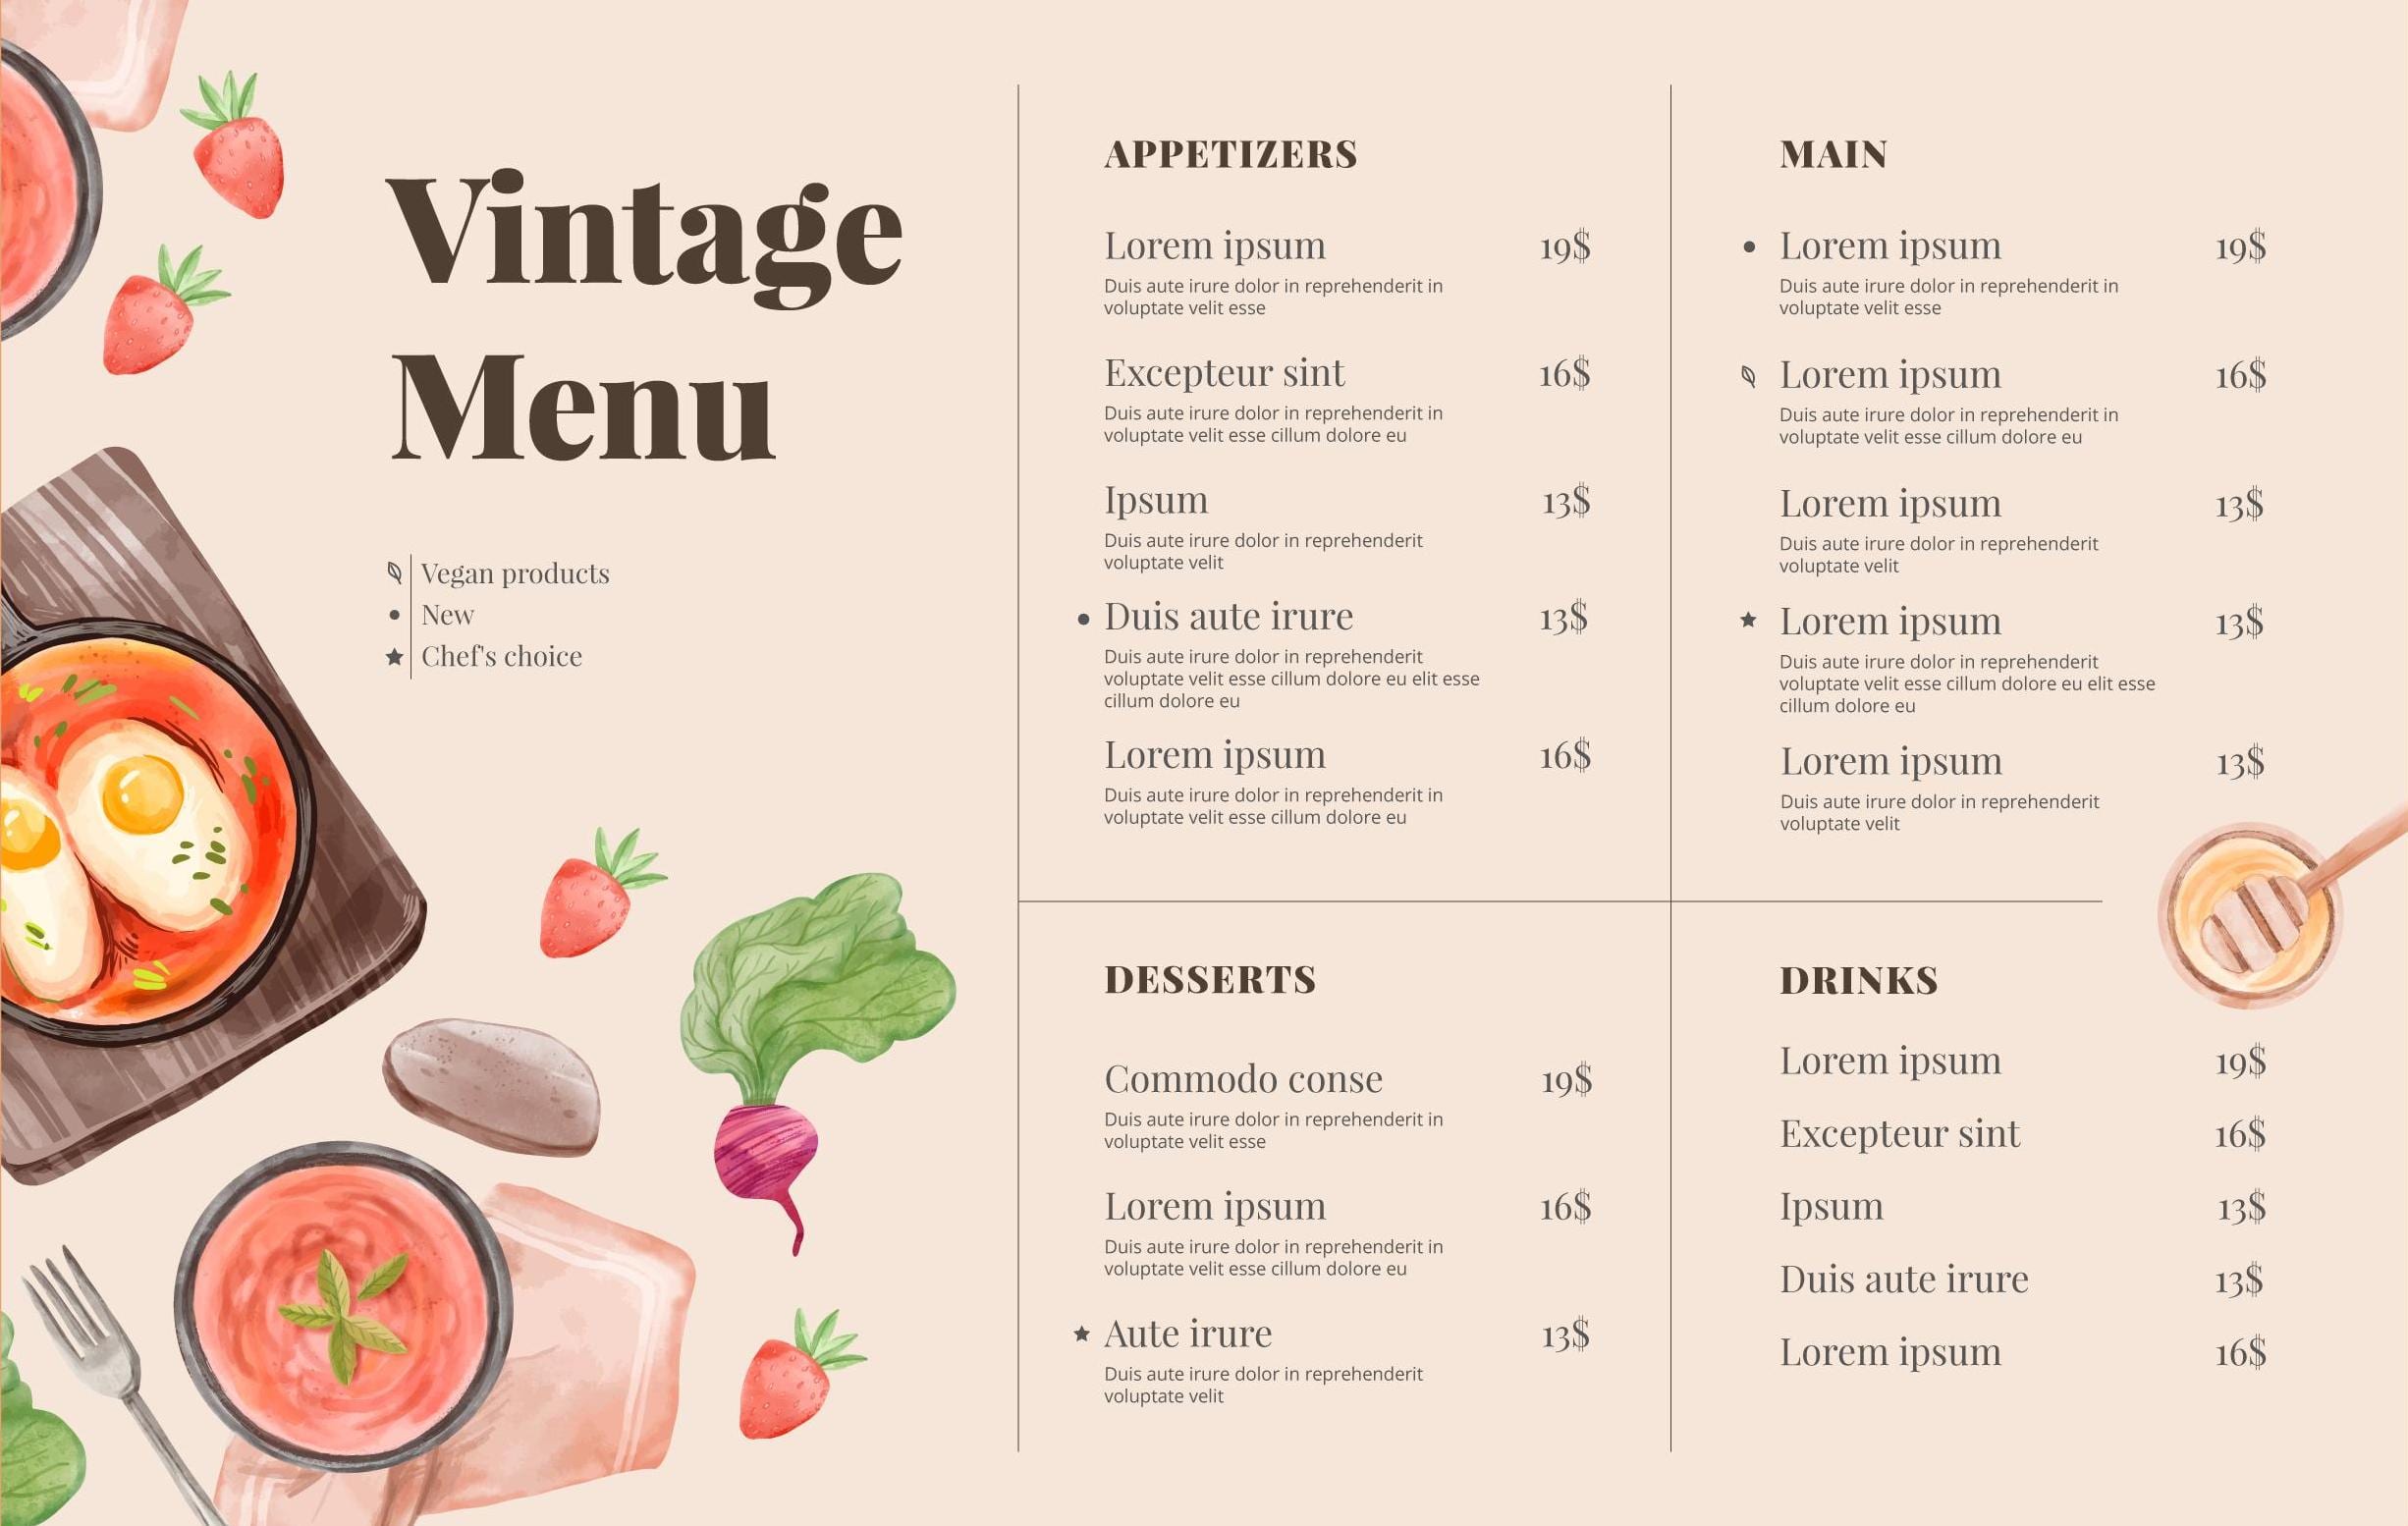 Vintage
Menu
Vegan products
New
Chef's choice
APPETIZERS
Lorem ipsum 19$
Duis aute irure dolor in reprehenderit in
voluptate velit esse
Excepteur sint 16$
Duis aute irure dolor in reprehenderit in
voluptate velit esse cillum dolore eu
Ipsum 13$
Duis aute irure dolor in reprehenderit
voluptate velit
Duis aute irure 13$
Duis aute irure dolor in reprehenderit
voluptate velit esse cillum dolore eu elit esse
cillum dolore eu
Lorem ipsum 16$
Duis aute irure dolor in reprehenderit in
voluptate velit esse cillum dolore eu
MAIN
Lorem ipsum 19$
Duis aute irure dolor in reprehenderit in
voluptate velit esse
Lorem ipsum 16$
Duis aute irure dolor in reprehenderit in
voluptate velit esse cillum dolore eu
Lorem ipsum 13$
Duis aute irure dolor in reprehenderit
voluptate velit
Lorem ipsum 13$
Duis aute irure dolor in reprehenderit
voluptate velit esse cillum dolore eu elit esse
cillum dolore eu
Lorem ipsum 13$
Duis aute irure dolor in reprehenderit
voluptate velit
DESSERTS
Commodo conse 19$
Duis aute irure dolor in reprehenderit in
voluptate velit esse
Lorem ipsum 16$
Duis aute irure dolor in reprehenderit in
voluptate velit esse cillum dolore eu
Aute irure 13$
Duis aute irure dolor in reprehenderit
voluptate velit
DRINKS
Lorem ipsum 19$
Excepteur sint 16$
Ipsum 13$
Duis aute irure 13$
Lorem ipsum 16$